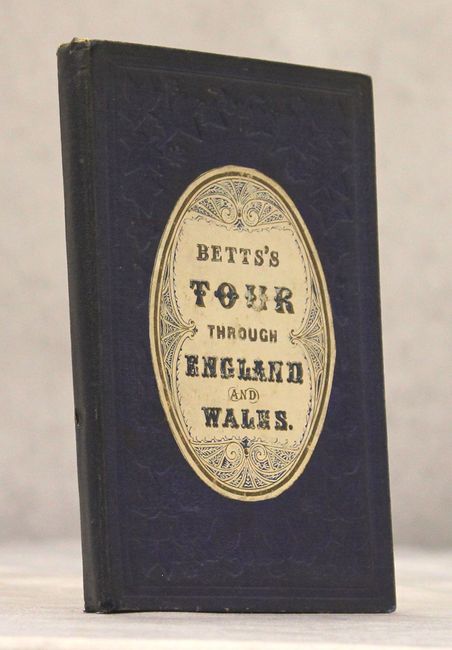 BETTS'S
TOUR
THROUGH
ENGLAND
AND
WALES.